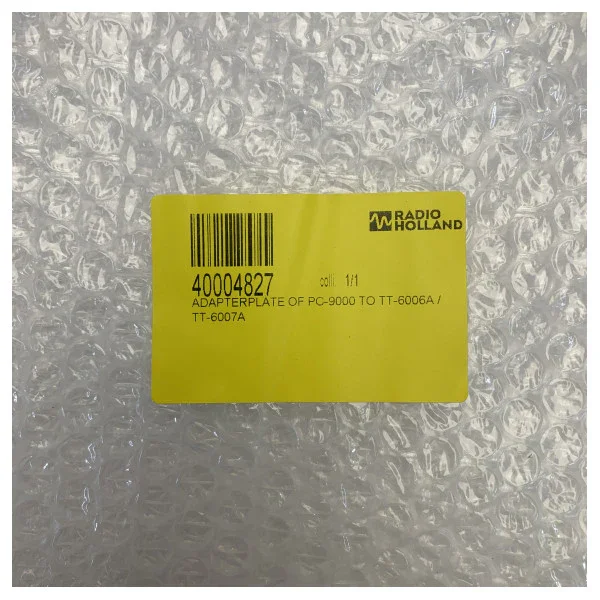 RADIO
HOLLAND
40004827
colli: 1/1
ADAPTERPLATE OF PC-9000 TO TT-6006A /
TT-6007A